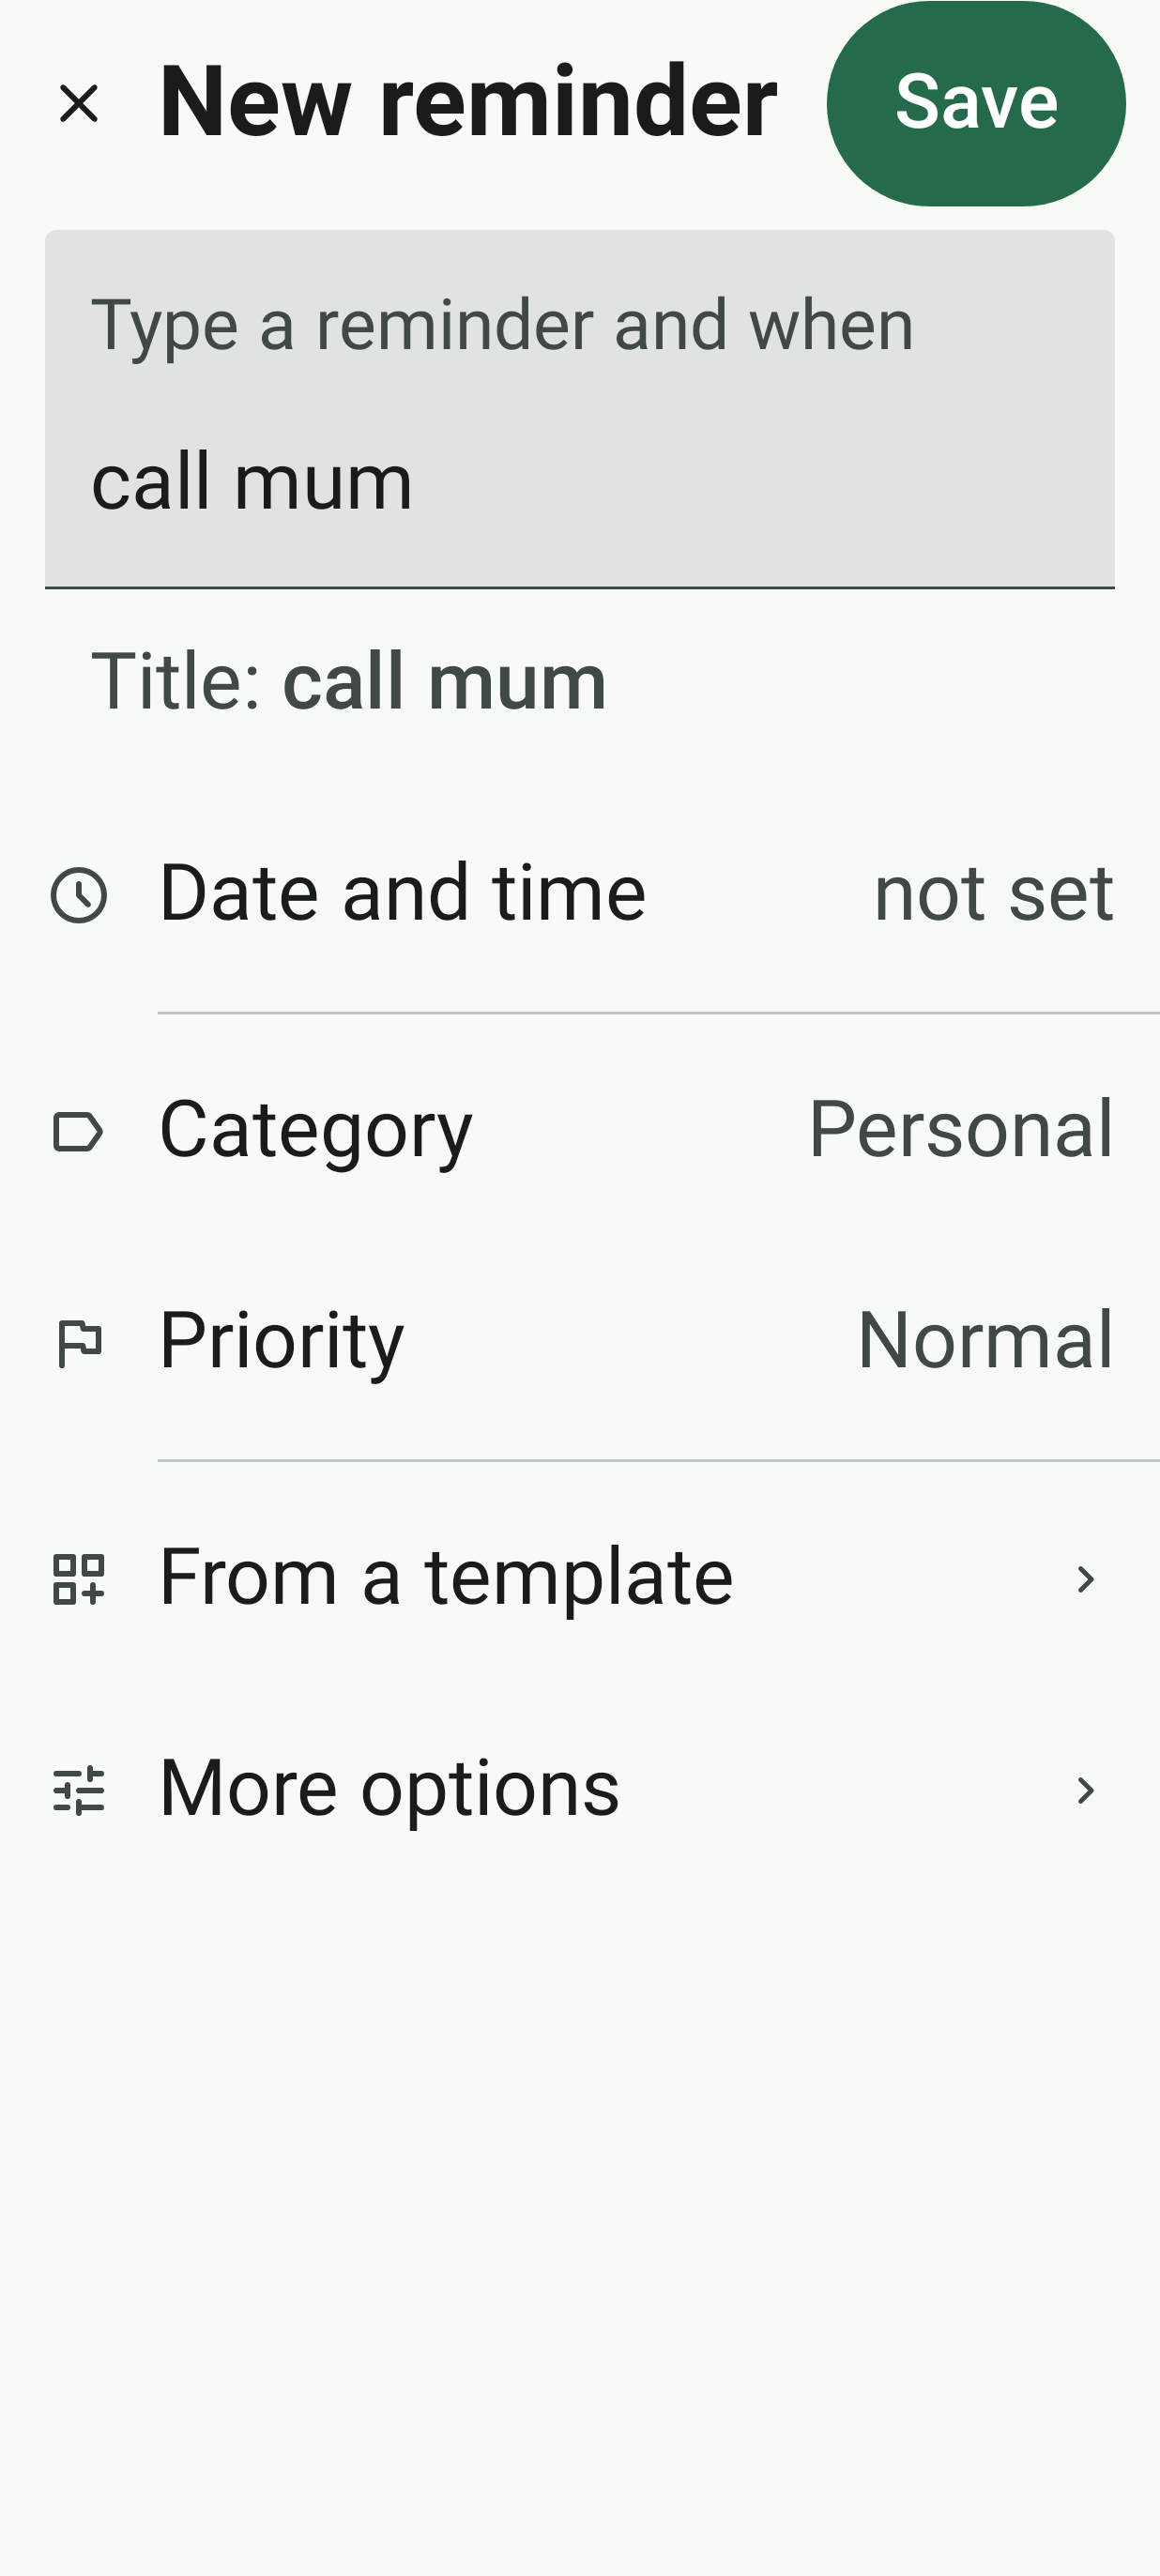 New reminder
Save
Type a reminder and when
call mum
Title: call mum
Date and time not set
Category Personal
Priority Normal
From a template
More options